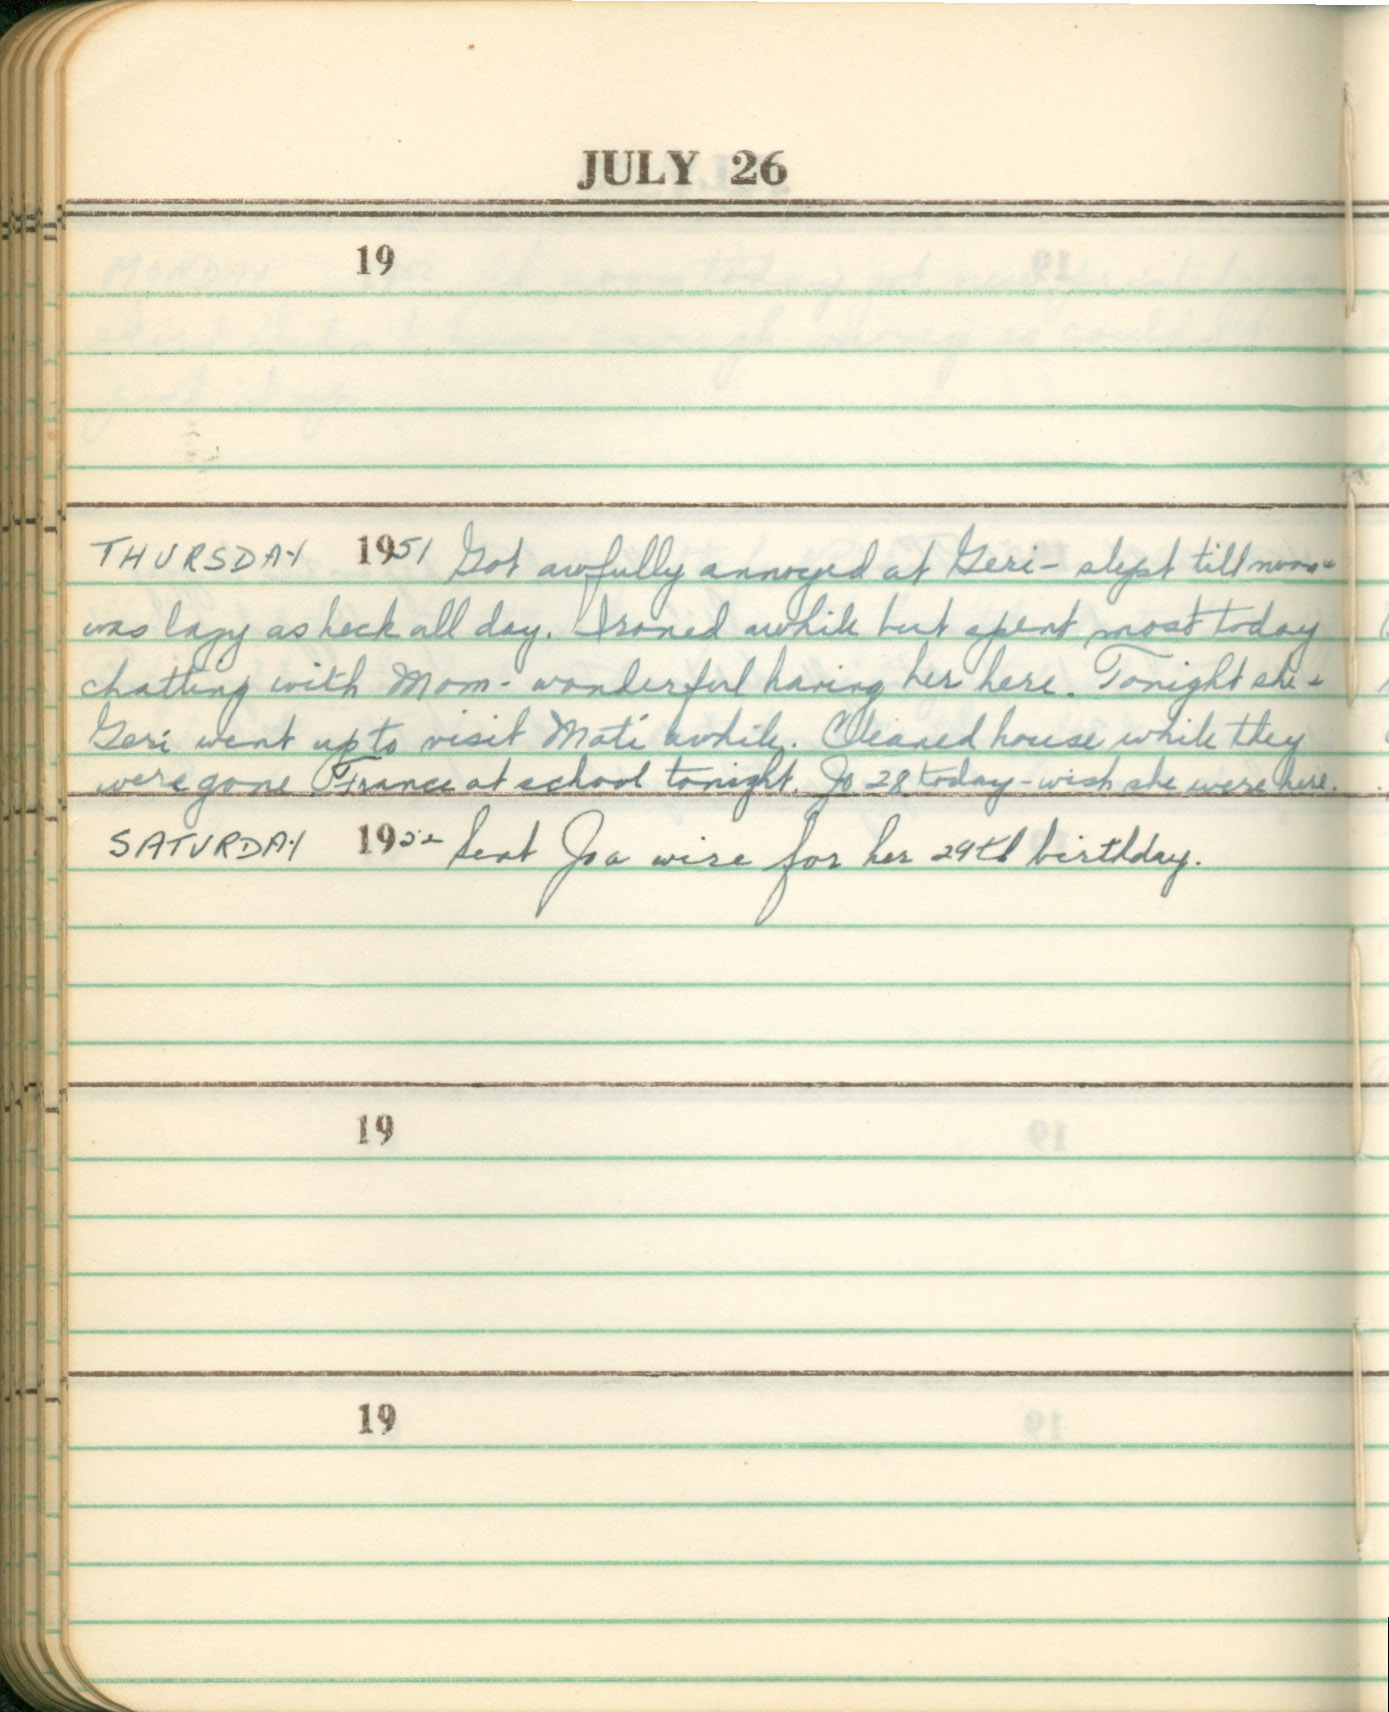 JULY 26
19
THURSDAY 1951 Got awfully annoyed at Geri - slept till noon -
was lazy as heck all day. Ironed awhile but spent most today
chatting with Mom - wonderful having her here. Tonight she +
Geri went up to visit Mati awhile. Cleaned house while they
were gone. France at school tonight. Jo 28 today - wish she were here.
SATURDAY 1952 Sent Jo a wire for her 29th birthday.
19
19